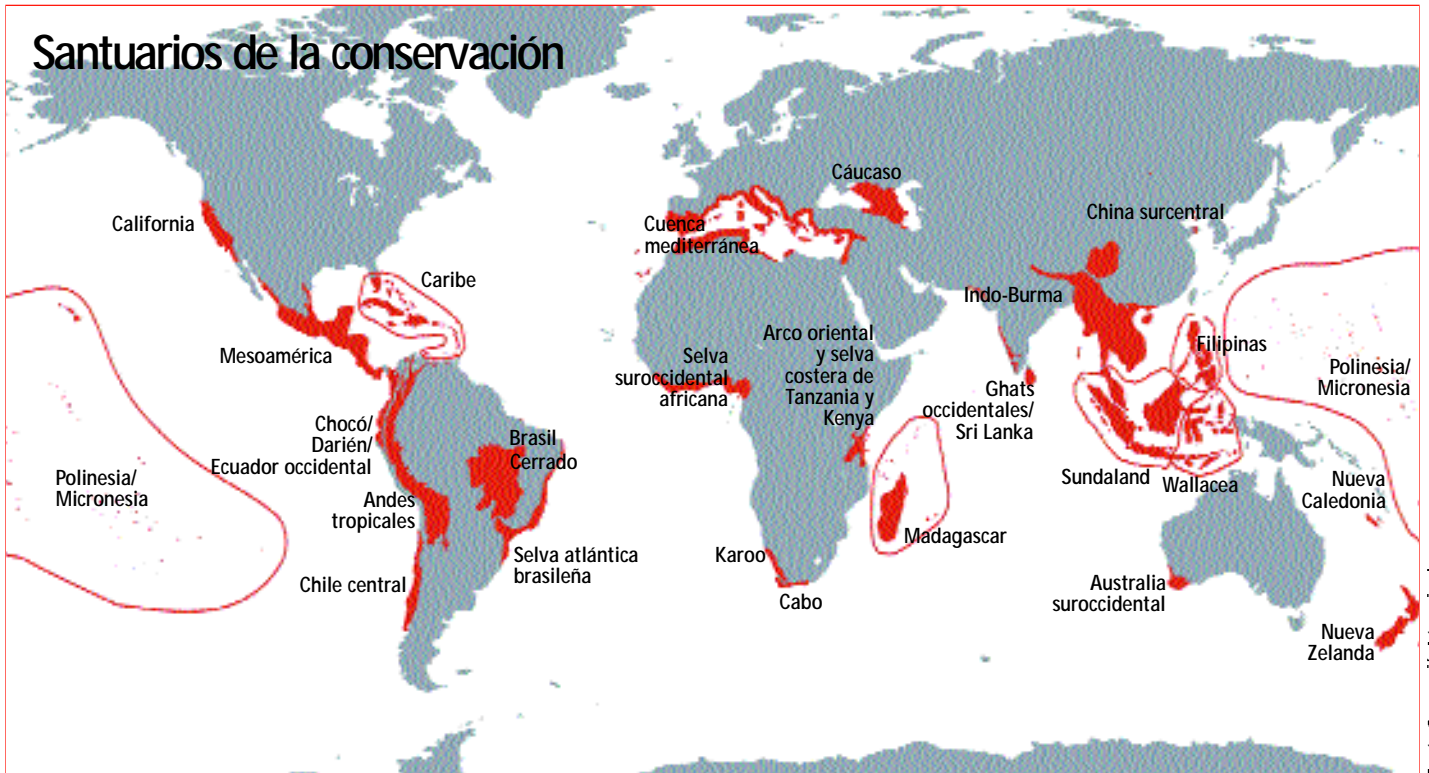 Santuarios de la conservación
California
Mesoamérica
Caribe
Polinesia/
Micronesia
Chocó/
Darién/
Ecuador occidental
Andes
tropicales
Chile central
Brasil
Cerrado
Selva atlántica
brasileña
Cuenca
mediterránea
Cáucaso
Selva
suroccidental
africana
Arco oriental
y selva
costera de
Tanzania y
Kenya
Karoo
Cabo
Madagascar
Indo-Burma
China surcentral
Ghats
occidentales/
Sri Lanka
Filipinas
Sundaland
Wallacea
Polinesia/
Micronesia
Nueva
Caledonia
Australia
suroccidental
Nueva
Zelanda